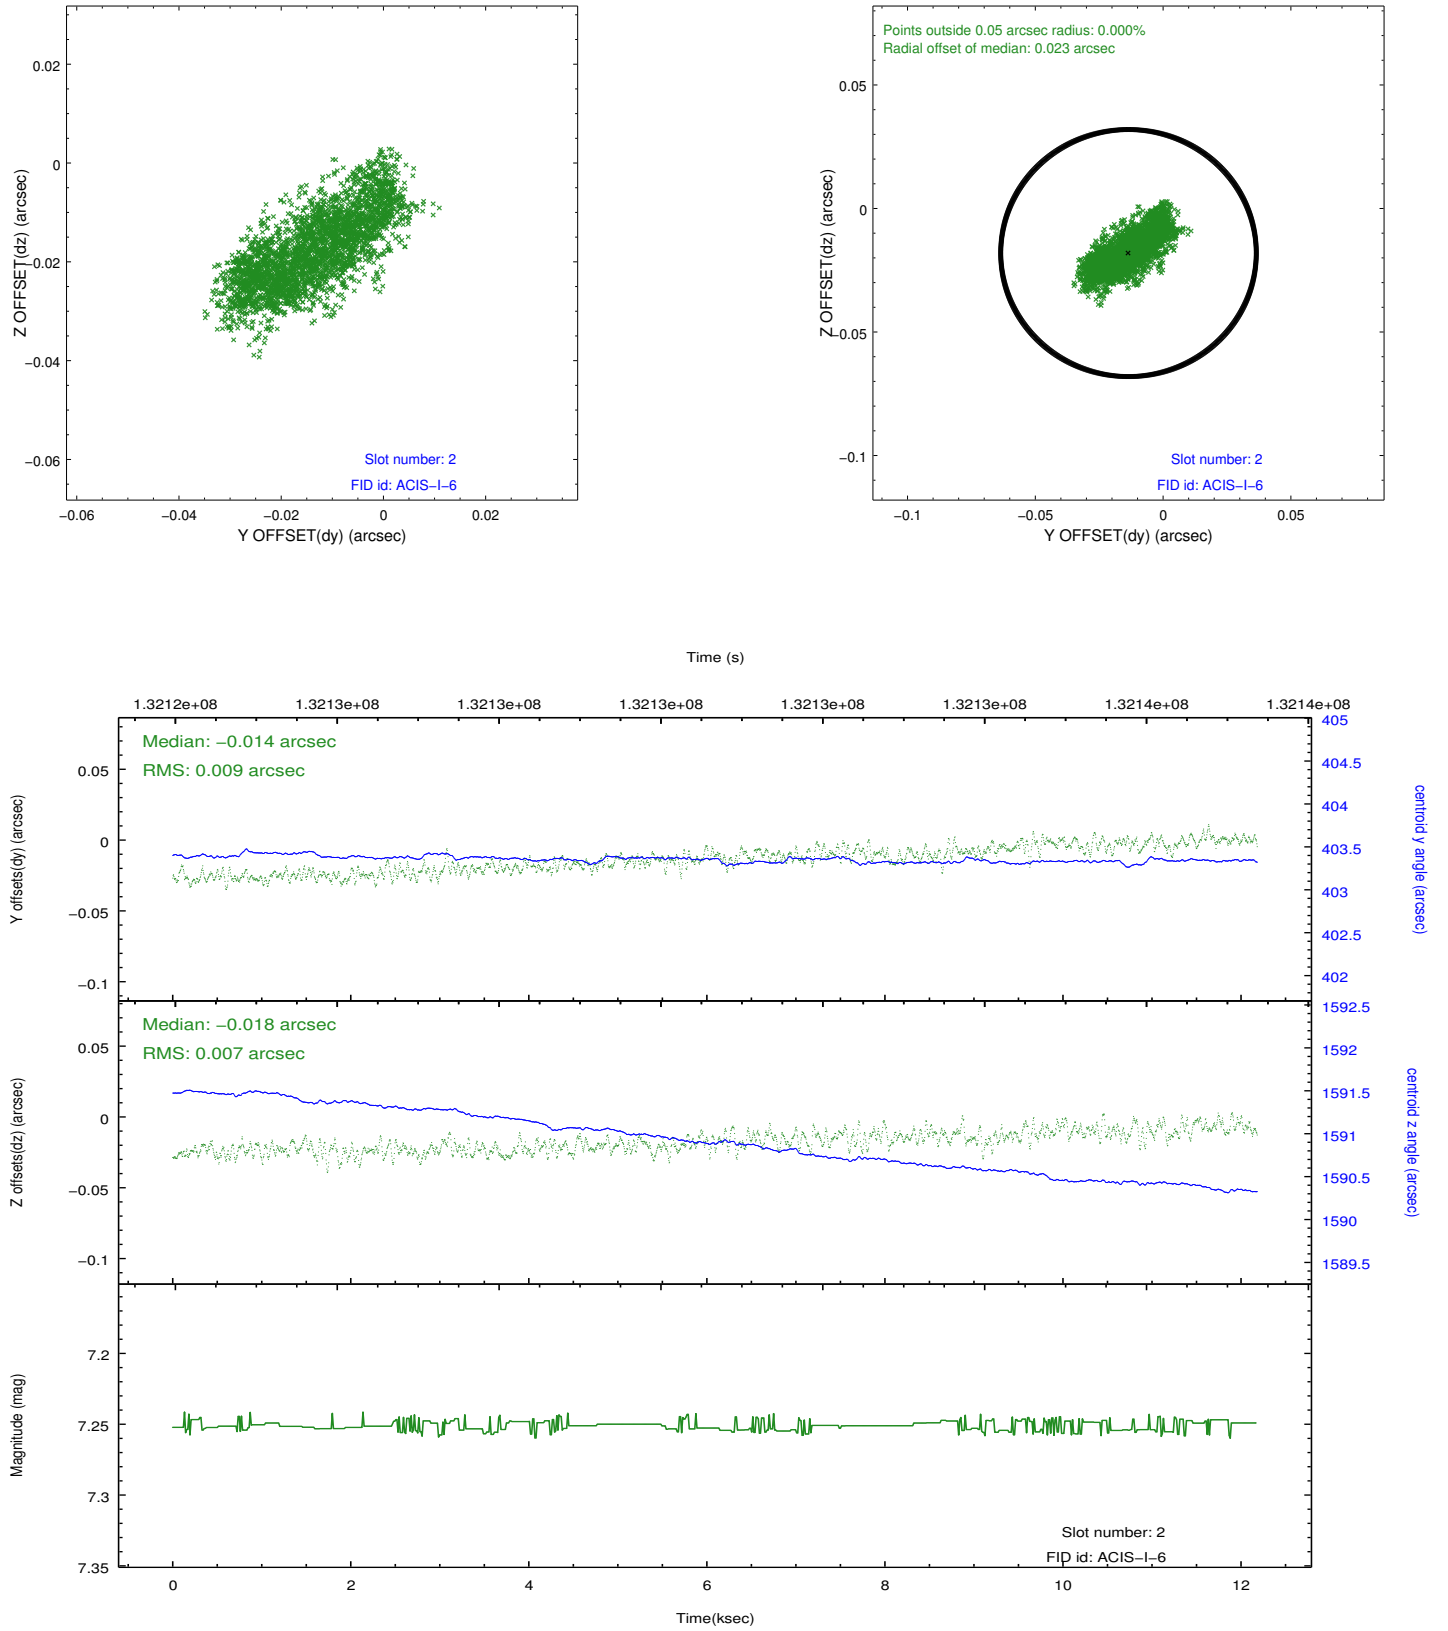 0.02
0
−0.02
−0.04
−0.06
Z OFFSET(dz) (arcsec)
Slot number: 2
FID id: ACIS−I−6
−0.06 −0.04 −0.02 0 0.02
Y OFFSET(dy) (arcsec)
Points outside 0.05 arcsec radius: 0.000%
Radial offset of median: 0.023 arcsec
0.05
0
−0.05
−0.1
Z OFFSET(dz) (arcsec)
Slot number: 2
FID id: ACIS−I−6
−0.1 −0.05 0 0.05
Y OFFSET(dy) (arcsec)
Time (s)
1.3212e+08 1.3213e+08 1.3213e+08 1.3213e+08 1.3213e+08 1.3213e+08 1.3214e+08 1.3214e+08
Median: −0.014 arcsec
RMS: 0.009 arcsec
0.05
0
−0.05
−0.1
Y offsets(dy) (arcsec)
405
404.5
404
403.5
403
402.5
402
centroid y angle (arcsec)
Median: −0.018 arcsec
RMS: 0.007 arcsec
0.05
0
−0.05
−0.1
Z offsets(dz) (arcsec)
1592.5
1592
1591.5
1591
1590.5
1590
1589.5
centroid z angle (arcsec)
7.2
7.25
7.3
7.35
Magnitude (mag)
Slot number: 2
FID id: ACIS−I−6
0 2 4 6 8 10 12
Time(ksec)